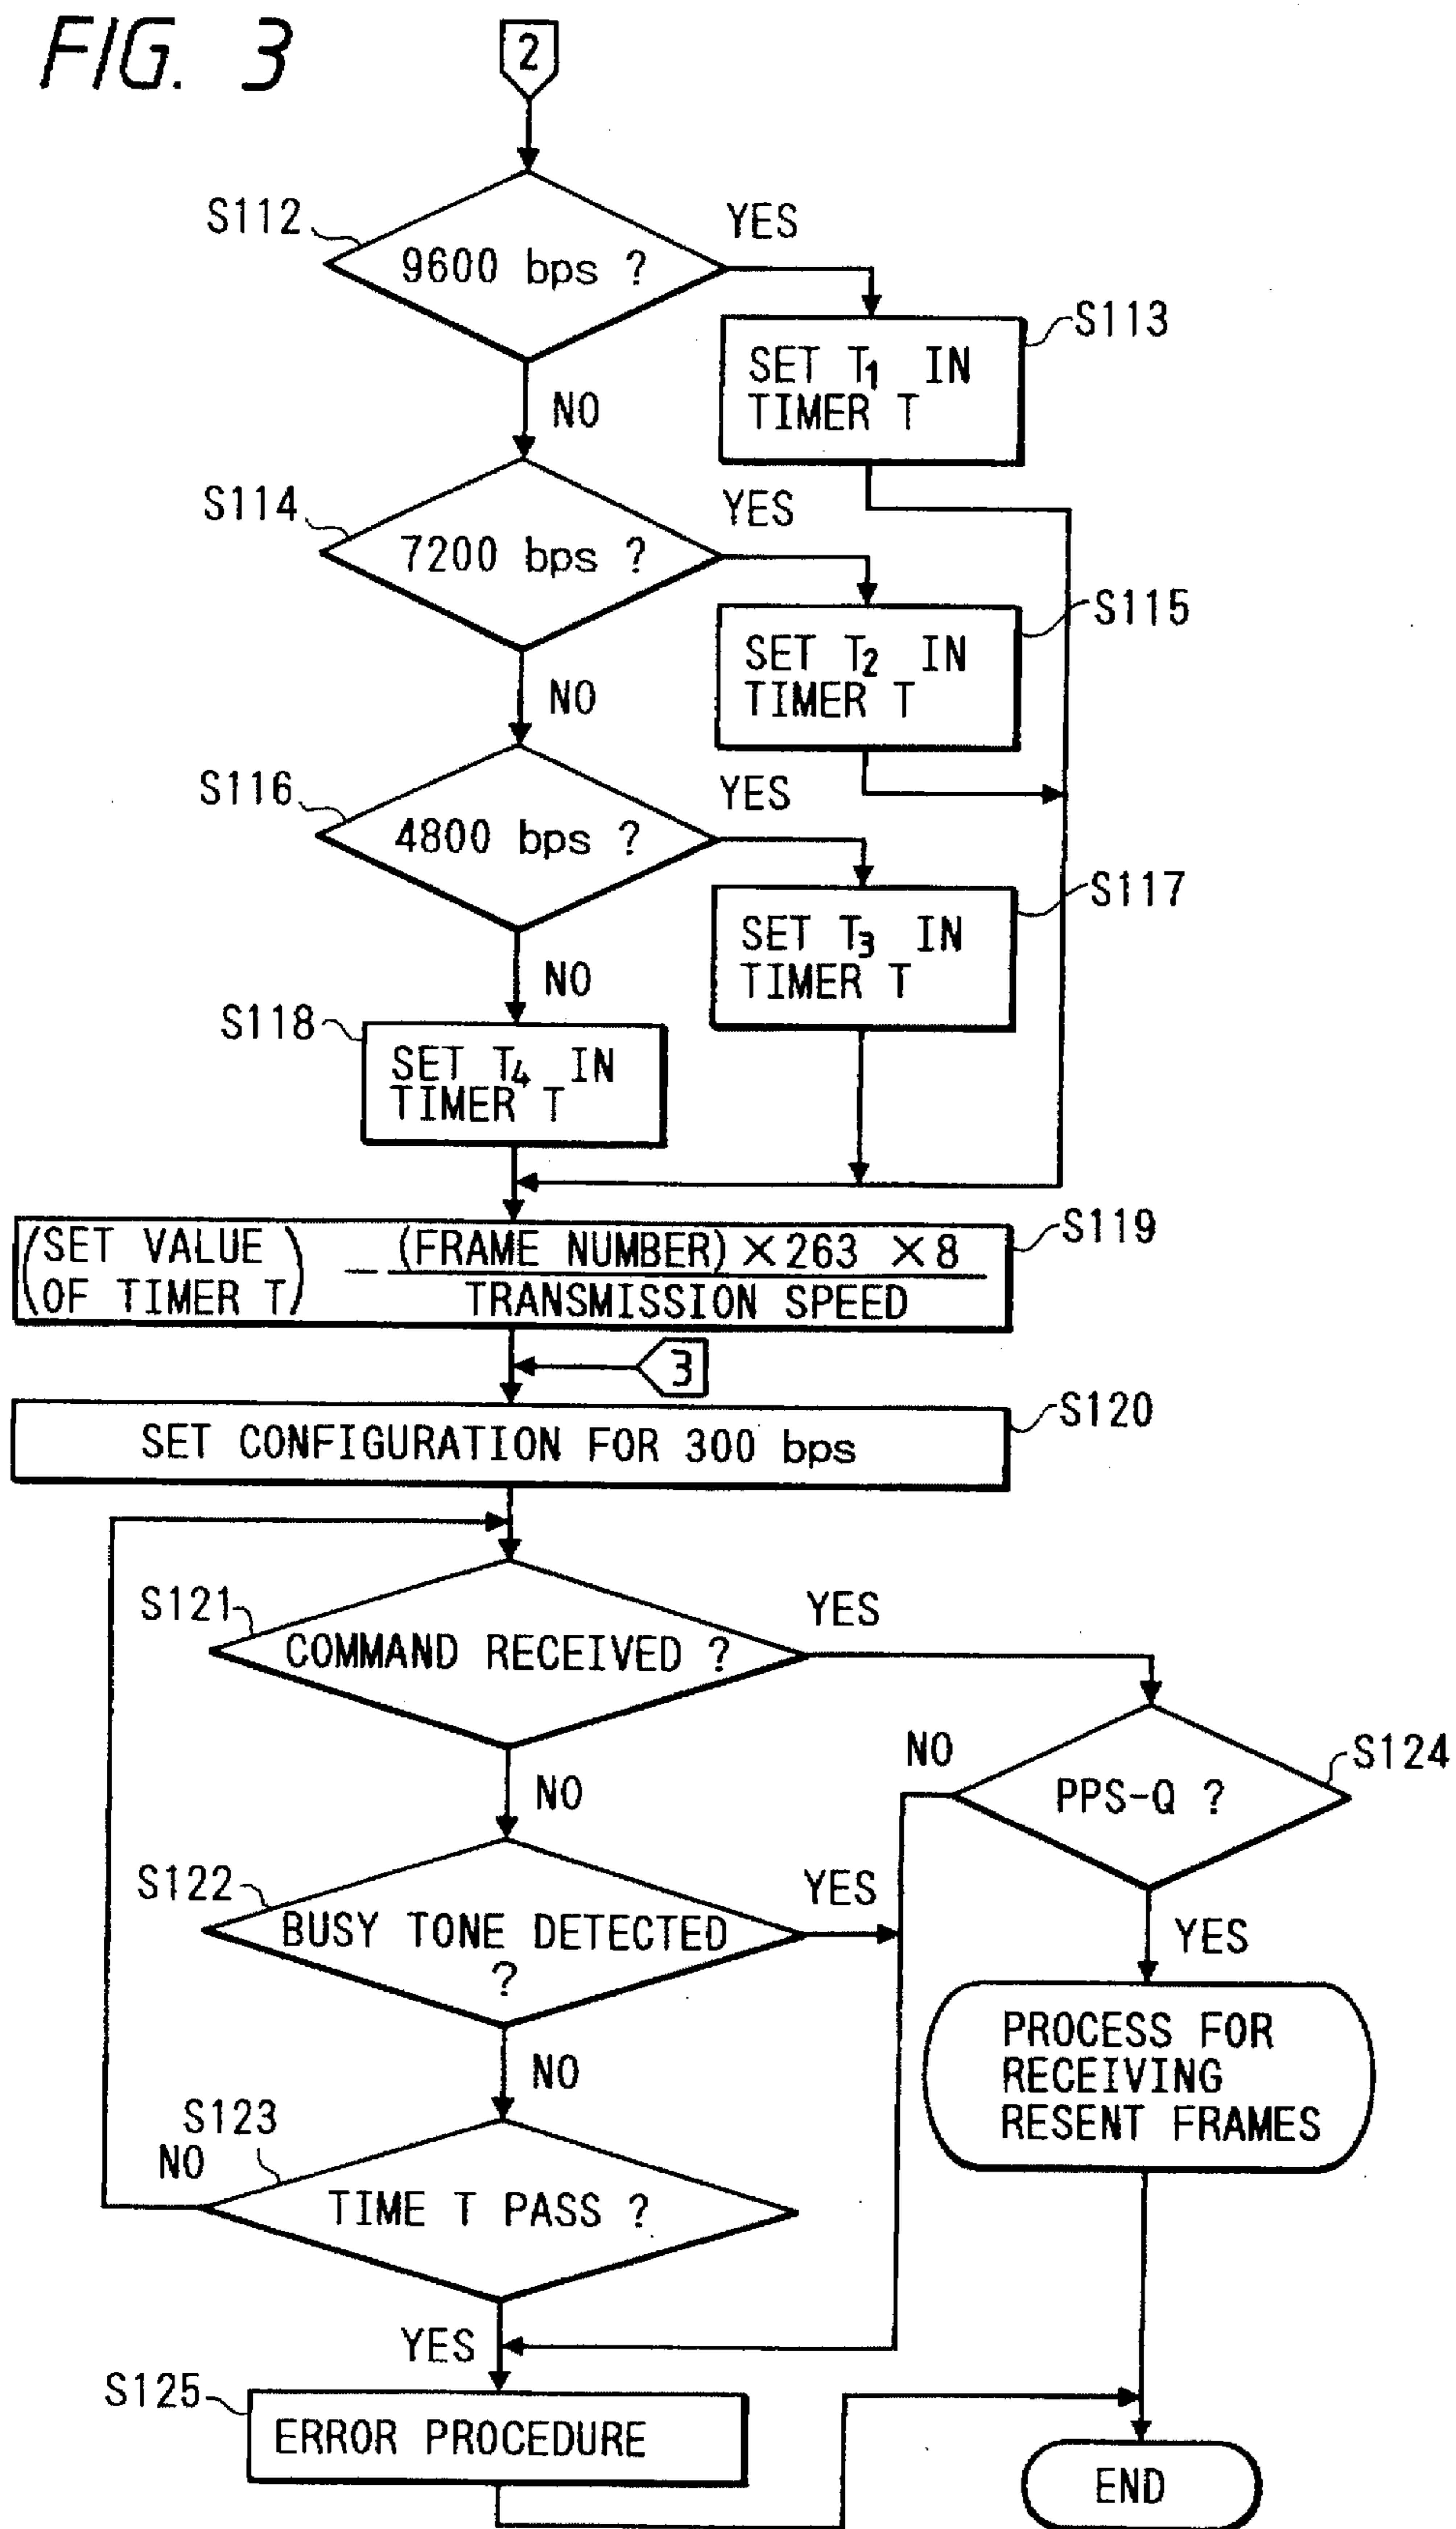 FIG. 3
2
S112
9600 bps ?
YES
S113
SET T1 IN
TIMER T
NO
S114
7200 bps ?
YES
S115
SET T2 IN
TIMER T
NO
S116
4800 bps ?
YES
S117
SET T3 IN
TIMER T
NO
S118
SET T4 IN
TIMER T
S119
(SET VALUE
OF TIMER T) - (FRAME NUMBER) × 263 × 8
TRANSMISSION SPEED
3
S120
SET CONFIGURATION FOR 300 bps
S121
COMMAND RECEIVED ?
YES
NO
S124
PPS-Q ?
NO
YES
S122
BUSY TONE DETECTED
?
YES
NO
PROCESS FOR
RECEIVING
RESENT FRAMES
S123
NO
TIME T PASS ?
YES
S125
ERROR PROCEDURE
END